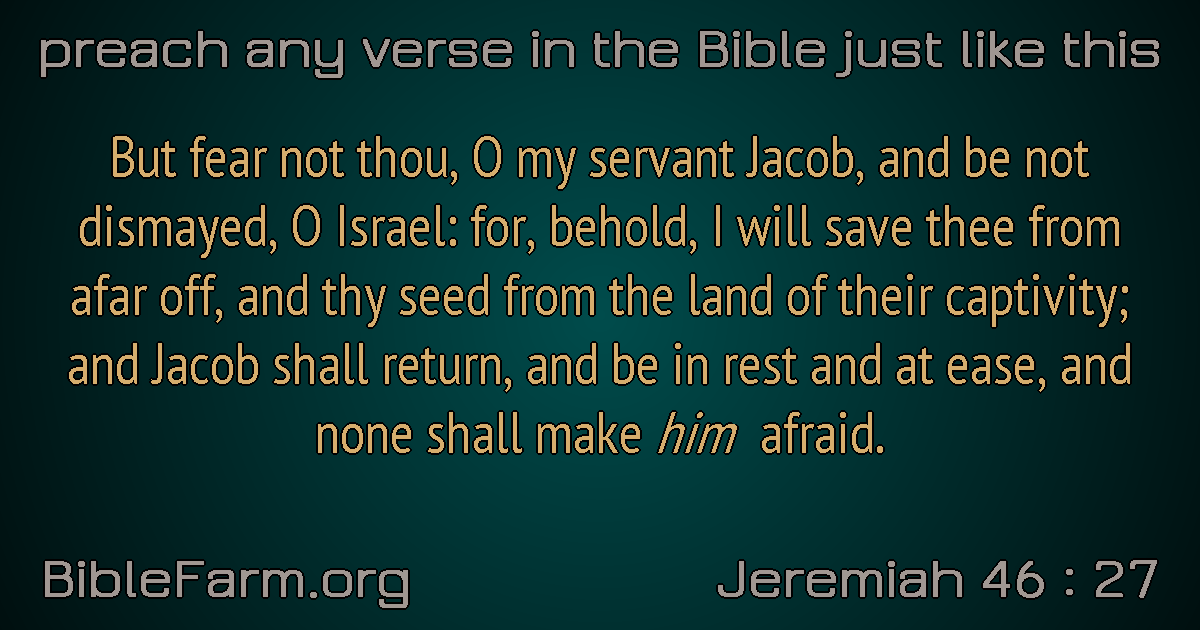 preach any verse in the Bible just like this
But fear not thou, O my servant Jacob, and be not
dismayed, O Israel: for, behold, I will save thee from
afar off, and thy seed from the land of their captivity;
and Jacob shall return, and be in rest and at ease, and
none shall make him afraid.
BibleFarm.org
Jeremiah 46 : 27